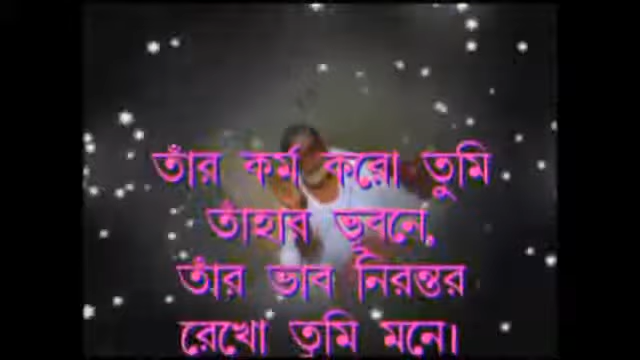 তাঁর কর্ম করো তুমি
তাঁহার ভূবনে,
তাঁর ভাব নিরন্তর
রেখো তুমি মনে।